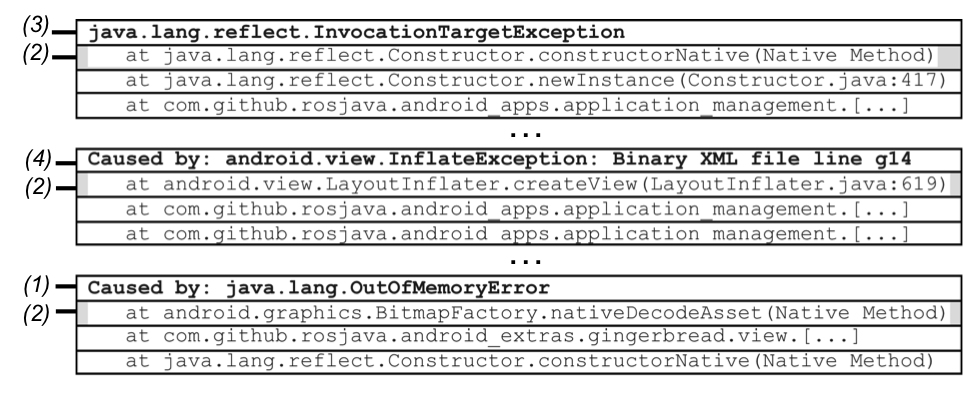 (3) java.lang.reflect.InvocationTargetException
(2) at java.lang.reflect.Constructor.constructorNative(Native Method)
at java.lang.reflect.Constructor.newInstance(Constructor.java:417)
at com.github.rosjava.android_apps.application_management.[...]
...
(4) Caused by: android.view.InflateException: Binary XML file line g14
(2) at android.view.LayoutInflater.createView(LayoutInflater.java:619)
at com.github.rosjava.android_apps.application_management.[...]
at com.github.rosjava.android_apps.application_management.[...]
...
(1) Caused by: java.lang.OutOfMemoryError
(2) at android.graphics.BitmapFactory.nativeDecodeAsset(Native Method)
at com.github.rosjava.android_extras.gingerbread.view.[...]
at java.lang.reflect.Constructor.constructorNative(Native Method)